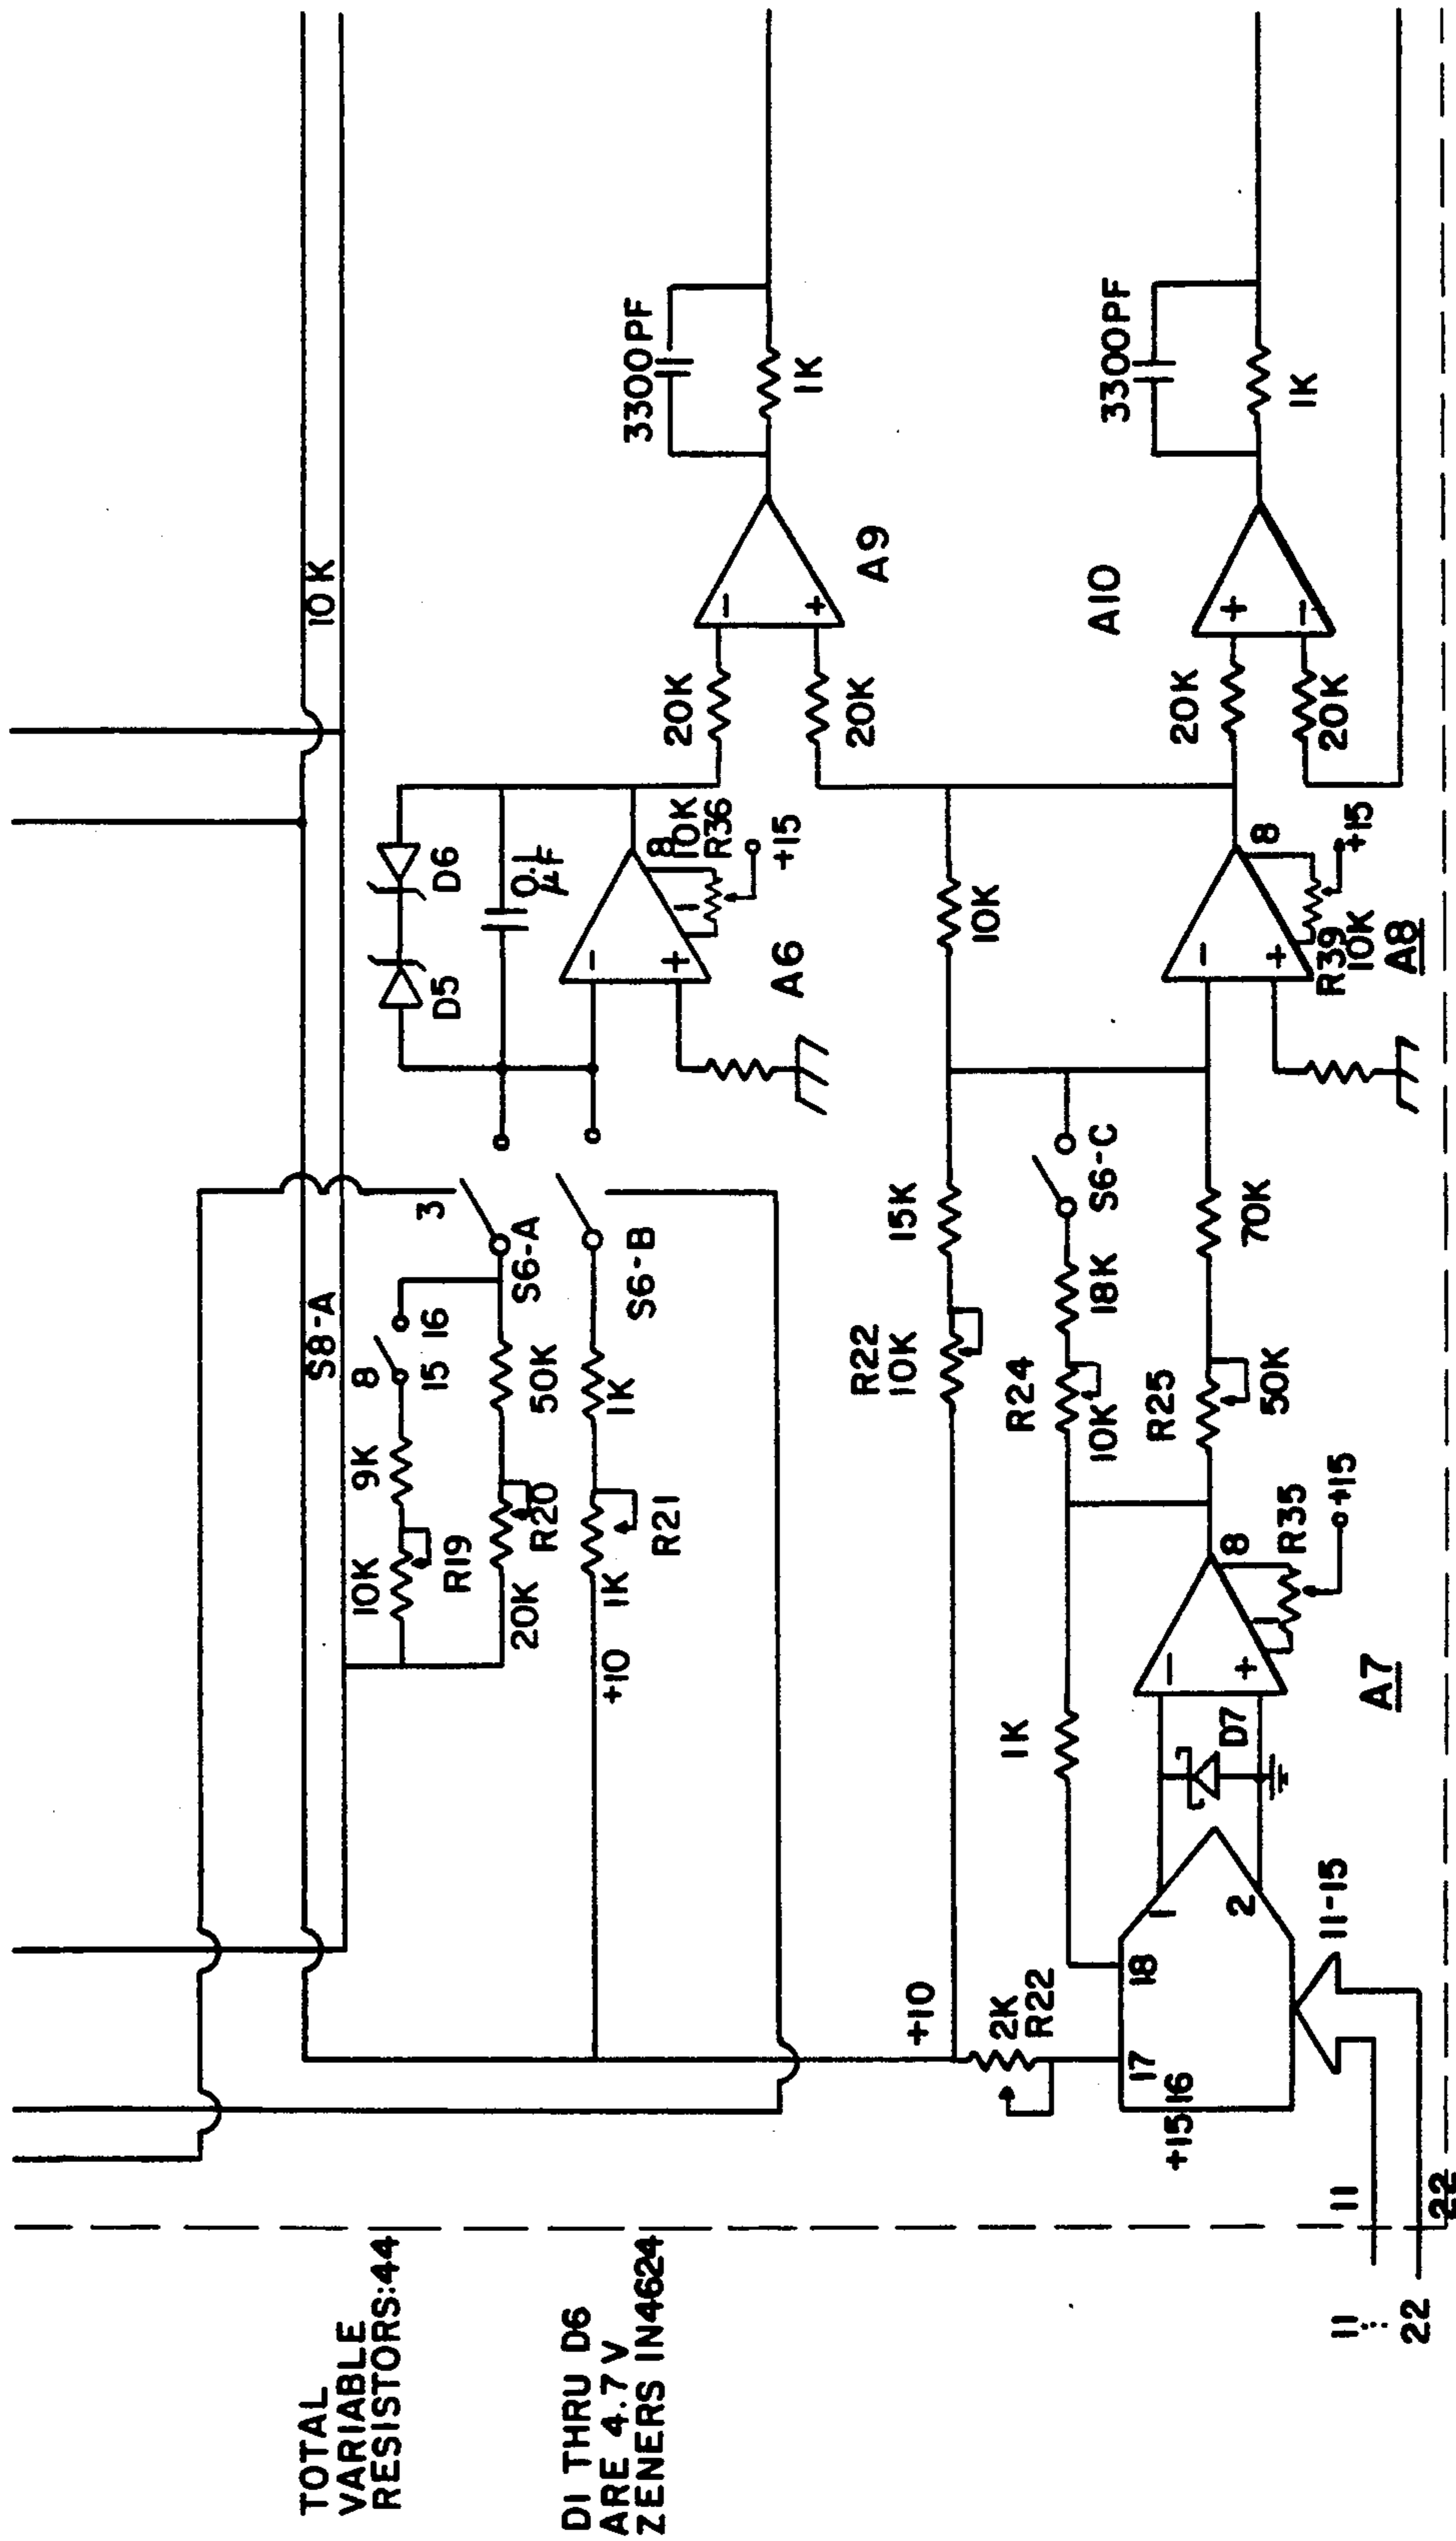 TOTAL
VARIABLE
RESISTORS:44
D1 THRU D6
ARE 4.7 V
ZENERS IN4624
10K
S8-A
3
8
15
16
9K
10K
R19
S6-A
50K
R20
20K
S6-B
1K
1K
R21
+10
D5
D6
0.1
µF
−
+
8
1
10K
R36
+15
A6
20K
20K
−
+
A9
3300PF
1K
10K
15K
R22
10K
S6-C
18K
R24
10K
70K
R25
50K
+10
2K
R22
1K
17
18
+15
16
1
2
11-15
D7
−
+
8
R35
+15
A7
−
+
8
R39
10K
+15
A8
20K
20K
+
−
A10
3300PF
1K
11
22
11
22